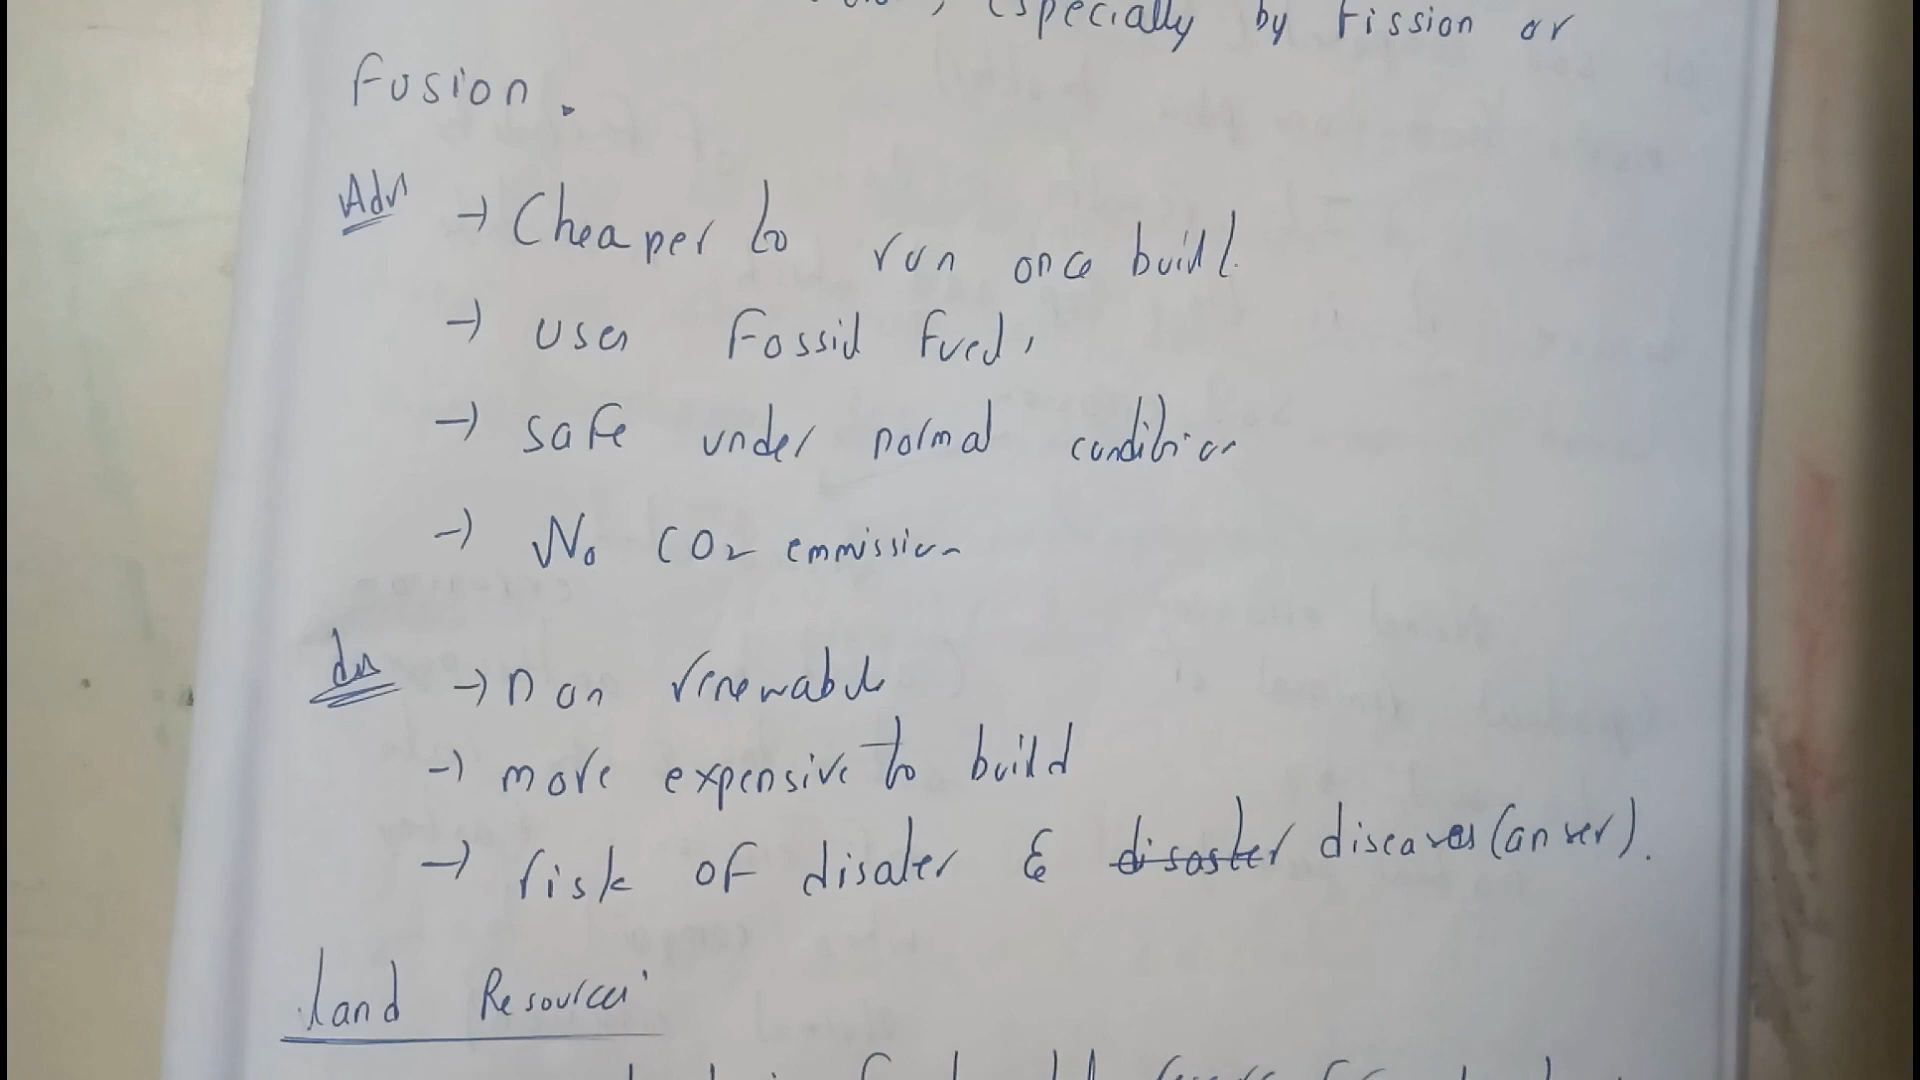 , especially by fission or
fusion.
Adv → Cheaper to run once build.
→ uses Fossil fuel,
→ safe under normal condition
→ No CO2 emmission
dis → non renewable
→ more expensive to build
→ risk of disater & disaster diseases (cancer).
land Resources